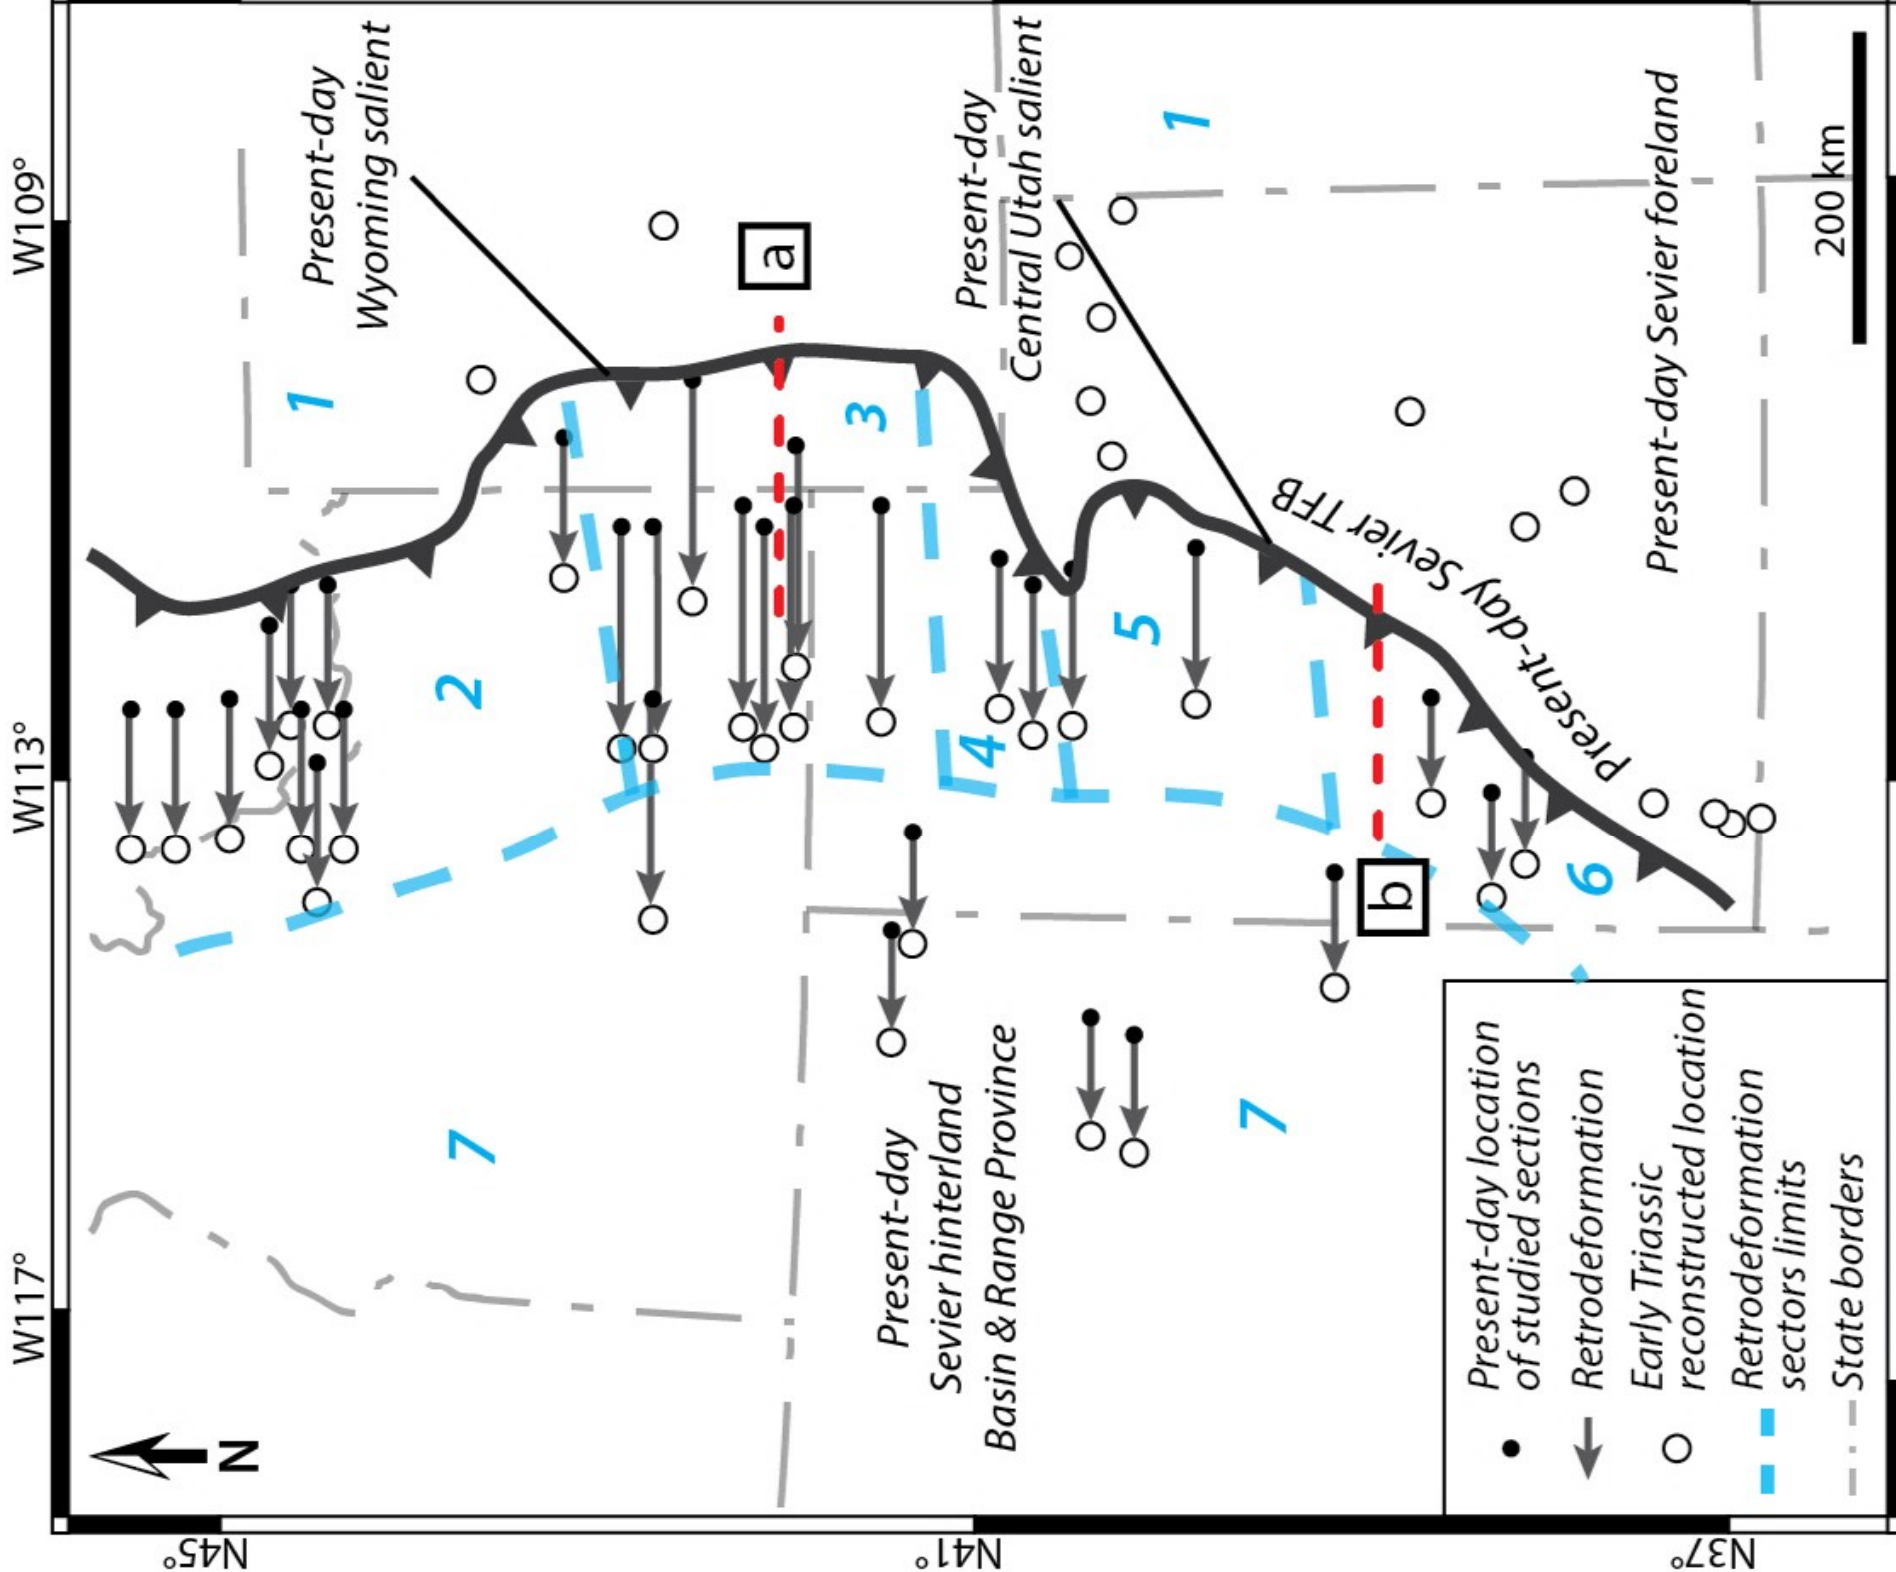 W117°
W113°
W109°
N45°
N41°
N37°
N
Present-day
Wyoming salient
1
2
7
a
3
Present-day
Central Utah salient
1
4
5
Present-day
Sevier hinterland
Basin & Range Province
7
Present-day Sevier TFB
b
6
Present-day Sevier foreland
200 km
Present-day location
of studied sections
Retrodeformation
Early Triassic
reconstructed location
Retrodeformation
sectors limits
State borders